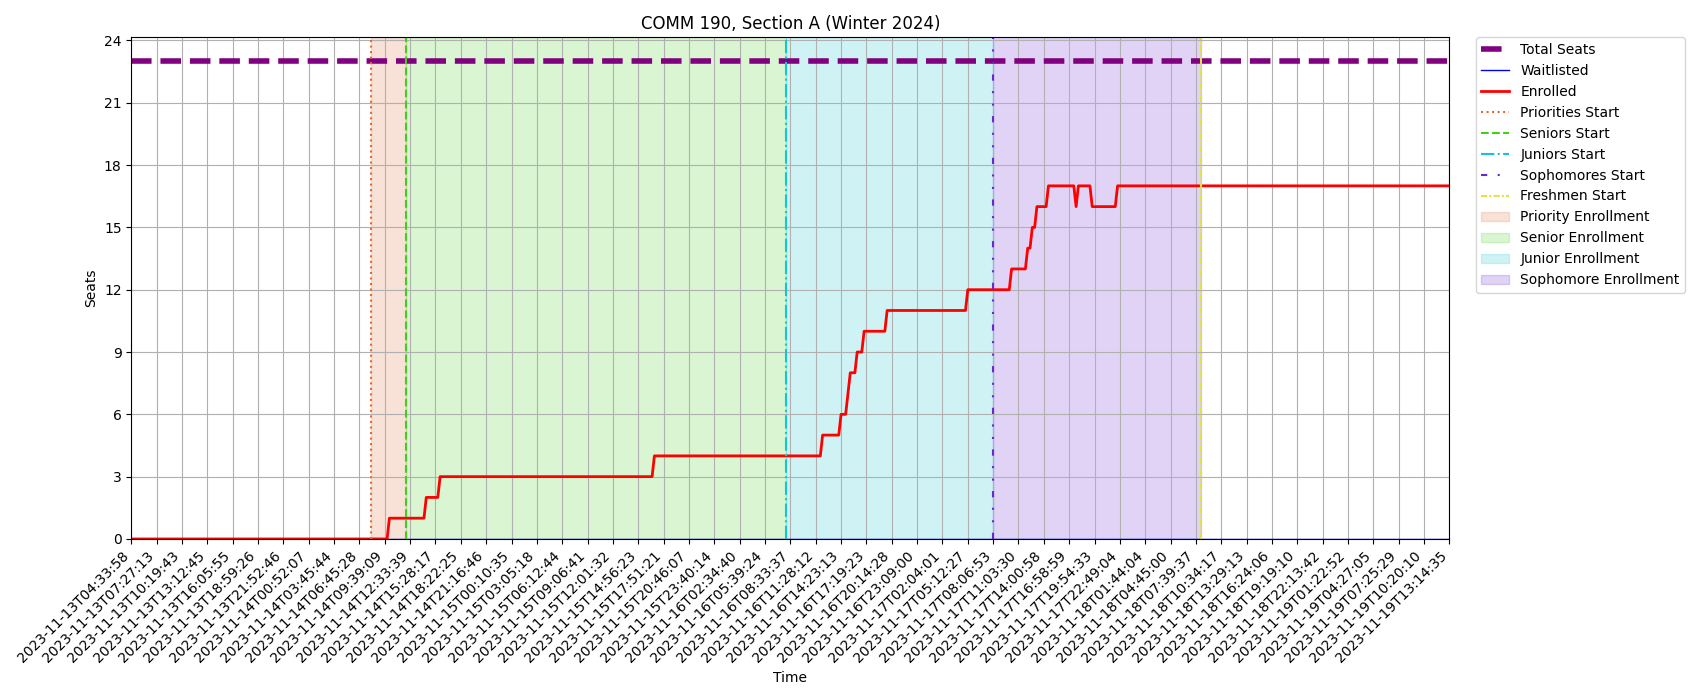 COMM 190, Section A (Winter 2024)
24
21
18
15
12
9
6
3
0
Seats
2023-11-13T04:33:58
2023-11-13T07:27:13
2023-11-13T10:19:43
2023-11-13T13:12:45
2023-11-13T16:05:55
2023-11-13T18:59:26
2023-11-13T21:52:46
2023-11-14T00:52:07
2023-11-14T03:45:44
2023-11-14T06:45:28
2023-11-14T09:39:09
2023-11-14T12:33:39
2023-11-14T15:28:17
2023-11-14T18:22:25
2023-11-14T21:16:46
2023-11-15T00:10:35
2023-11-15T03:05:18
2023-11-15T06:12:44
2023-11-15T09:06:41
2023-11-15T12:01:32
2023-11-15T14:56:23
2023-11-15T17:51:21
2023-11-15T20:46:07
2023-11-15T23:40:14
2023-11-16T02:34:40
2023-11-16T05:39:24
2023-11-16T08:33:37
2023-11-16T11:28:12
2023-11-16T14:23:13
2023-11-16T17:19:23
2023-11-16T20:14:28
2023-11-16T23:09:00
2023-11-17T02:04:01
2023-11-17T05:12:27
2023-11-17T08:06:53
2023-11-17T11:03:30
2023-11-17T14:00:58
2023-11-17T16:58:59
2023-11-17T19:54:33
2023-11-17T22:49:04
2023-11-18T01:44:04
2023-11-18T04:45:00
2023-11-18T07:39:37
2023-11-18T10:34:17
2023-11-18T13:29:13
2023-11-18T16:24:06
2023-11-18T19:19:10
2023-11-18T22:13:42
2023-11-19T01:22:52
2023-11-19T04:27:05
2023-11-19T07:25:29
2023-11-19T10:20:10
2023-11-19T13:14:35
Time
Total Seats
Waitlisted
Enrolled
Priorities Start
Seniors Start
Juniors Start
Sophomores Start
Freshmen Start
Priority Enrollment
Senior Enrollment
Junior Enrollment
Sophomore Enrollment